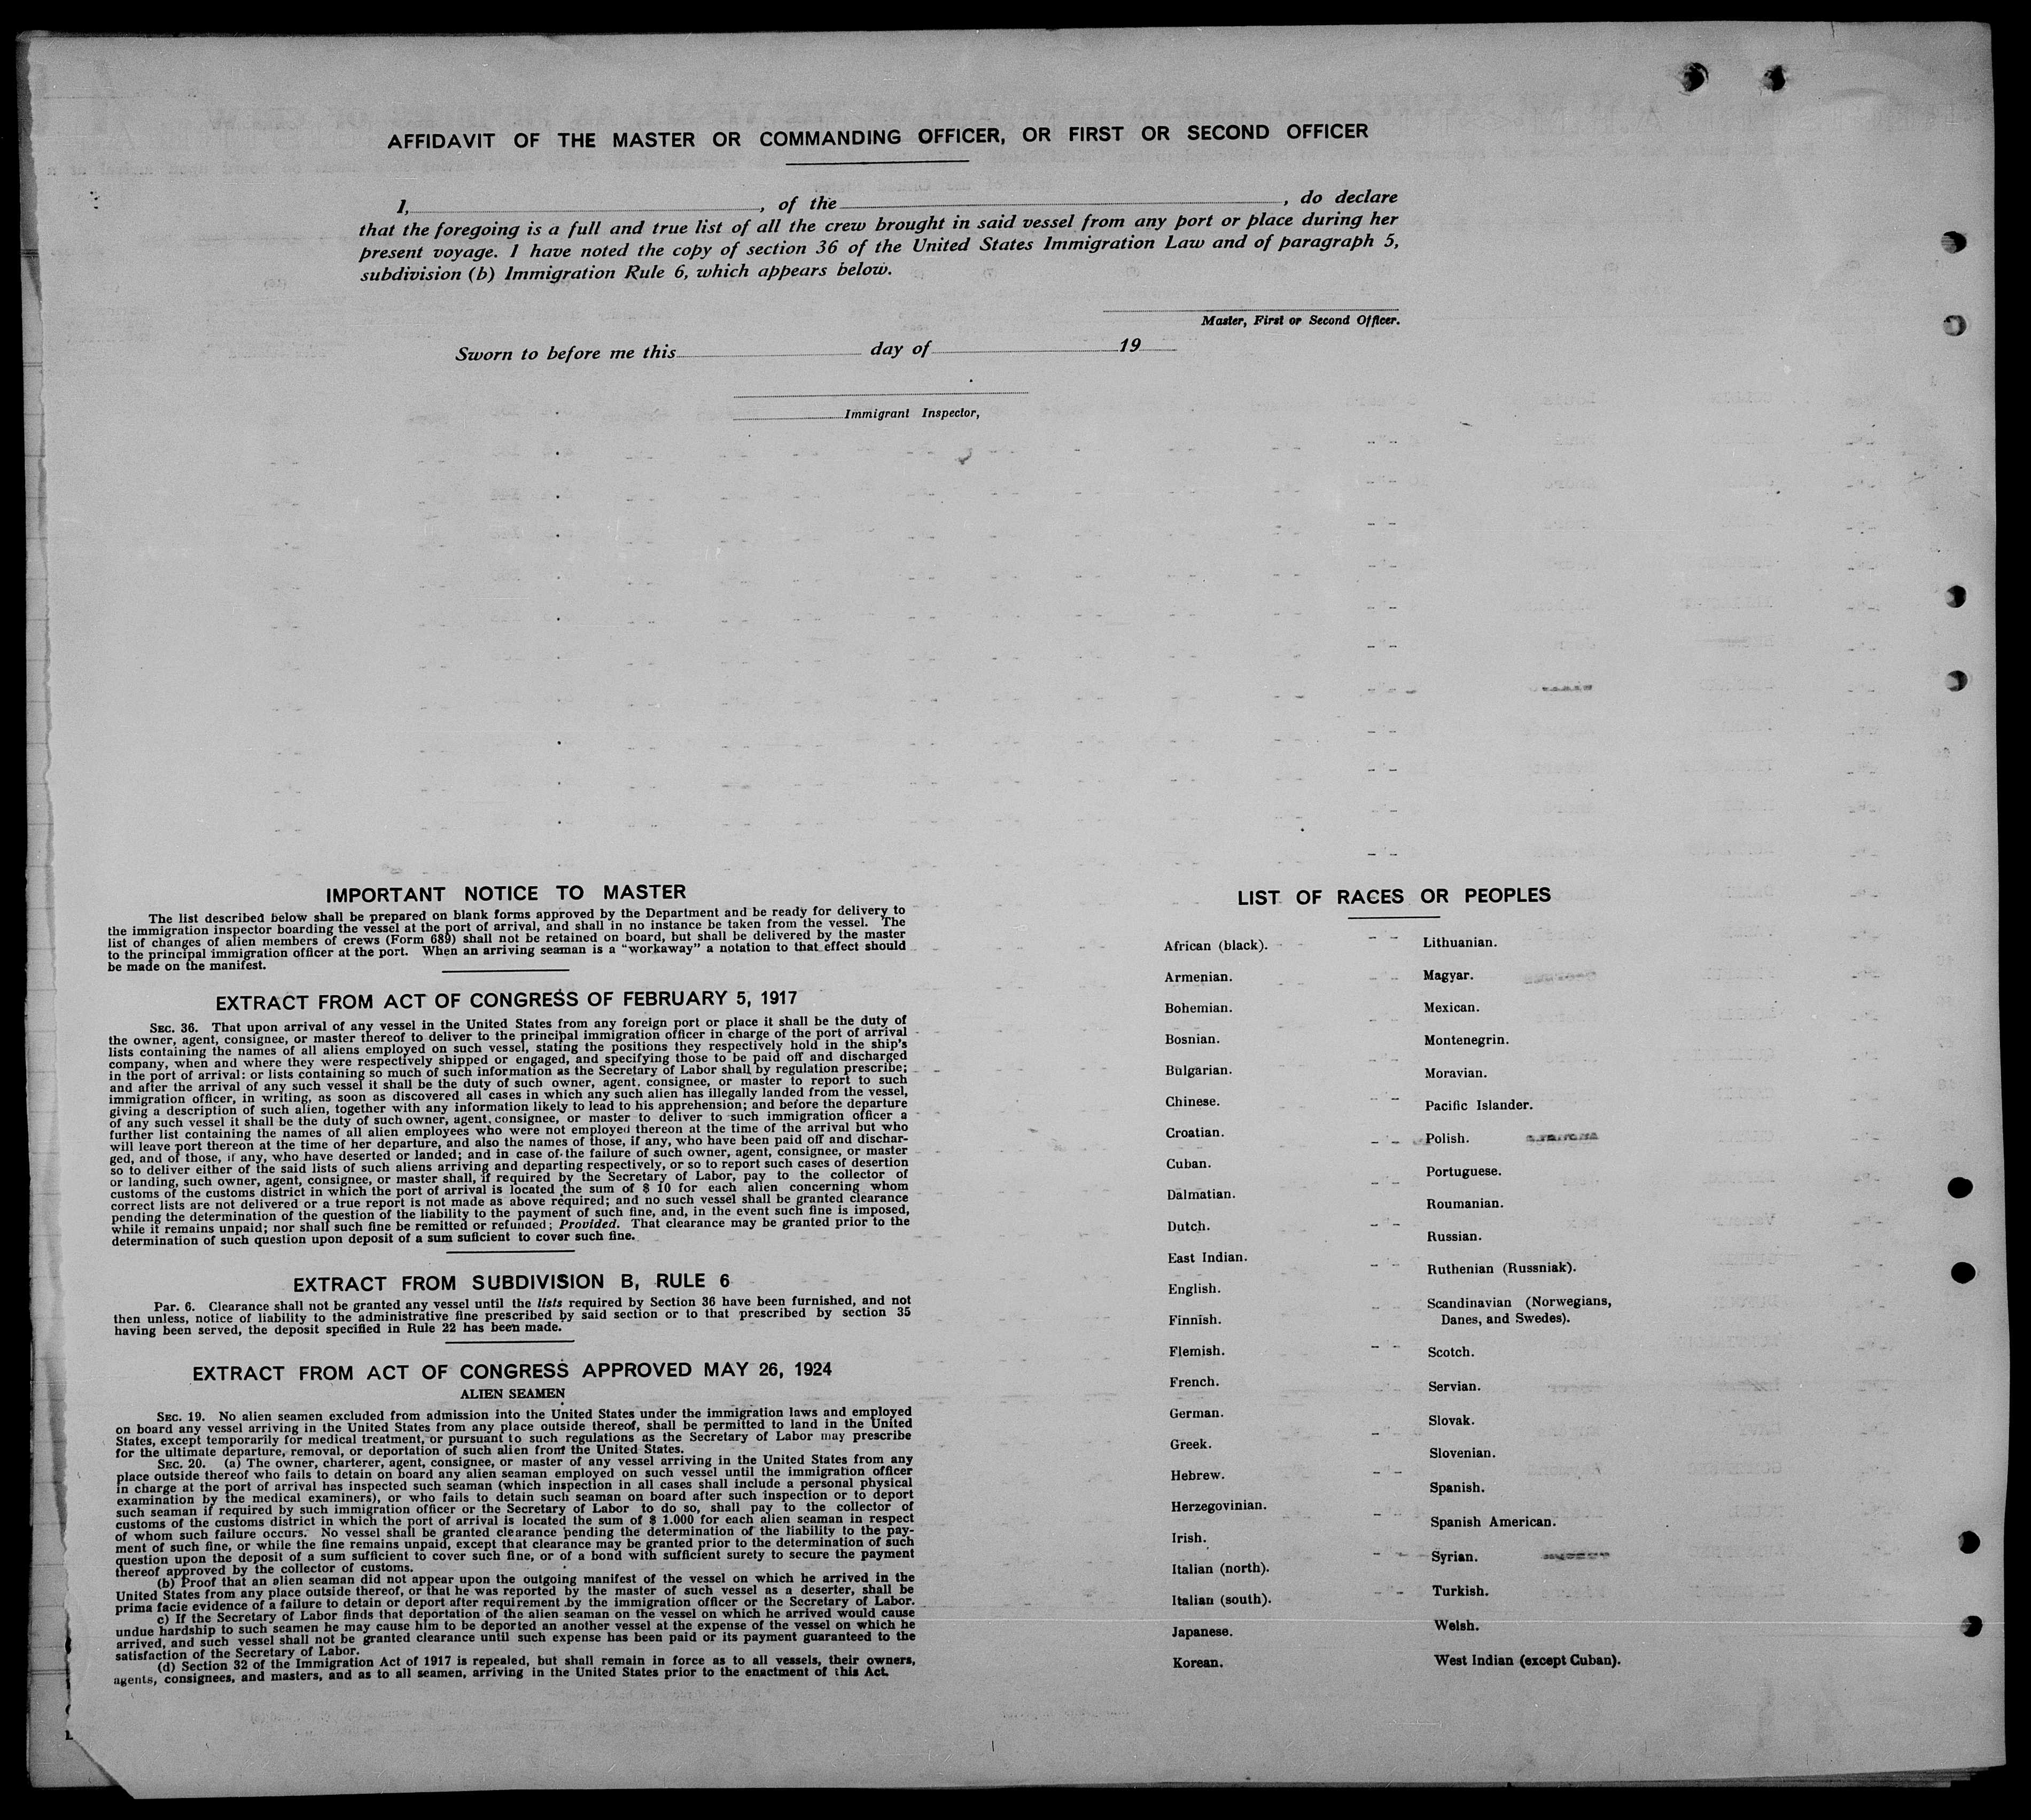 AFFIDAVIT OF THE MASTER OR COMMANDING OFFICER, OR FIRST OR SECOND OFFICER
I, , of the , do declare
that the foregoing is a full and true list of all the crew brought in said vessel from any port or place during her
present voyage. I have noted the copy of section 36 of the United States Immigration Law and of paragraph 5,
subdivision (b) Immigration Rule 6, which appears below.
Master, First or Second Officer.
Sworn to before me this day of 19
Immigrant Inspector,
IMPORTANT NOTICE TO MASTER
The list described below shall be prepared on blank forms approved by the Department and be ready for delivery to
the immigration inspector boarding the vessel at the port of arrival, and shall in no instance be taken from the vessel. The
list of changes of alien members of crews (Form 689) shall not be retained on board, but shall be delivered by the master
to the principal immigration officer at the port. When an arriving seaman is a "workaway" a notation to that effect should
be made on the manifest.
EXTRACT FROM ACT OF CONGRESS OF FEBRUARY 5, 1917
SEC. 36. That upon arrival of any vessel in the United States from any foreign port or place it shall be the duty of
the owner, agent, consignee, or master thereof to deliver to the principal immigration officer in charge of the port of arrival
lists containing the names of all aliens employed on such vessel, stating the positions they respectively hold in the ship's
company, when and where they were respectively shipped or engaged, and specifying those to be paid off and discharged
in the port of arrival: or lists containing so much of such information as the Secretary of Labor shall by regulation prescribe;
and after the arrival of any such vessel it shall be the duty of such owner, agent, consignee, or master to report to such
immigration officer, in writing, as soon as discovered all cases in which any such alien has illegally landed from the vessel,
giving a description of such alien, together with any information likely to lead to his apprehension; and before the departure
of any such vessel it shall be the duty of such owner, agent, consignee, or master to deliver to such immigration officer a
further list containing the names of all alien employees who were not employed thereon at the time of the arrival but who
will leave port thereon at the time of her departure, and also the names of those, if any, who have been paid off and dischar-
ged, and of those, if any, who have deserted or landed; and in case of the failure of such owner, agent, consignee, or master
so to deliver either of the said lists of such aliens arriving and departing respectively, or so to report such cases of desertion
or landing, such owner, agent, consignee, or master shall, if required by the Secretary of Labor, pay to the collector of
customs of the customs district in which the port of arrival is located the sum of $ 10 for each alien concerning whom
correct lists are not delivered or a true report is not made as above required; and no such vessel shall be granted clearance
pending the determination of the question of the liability to the payment of such fine, and, in the event such fine is imposed,
while it remains unpaid; nor shall such fine be remitted or refunded; Provided. That clearance may be granted prior to the
determination of such question upon deposit of a sum suficient to cover such fine.
EXTRACT FROM SUBDIVISION B, RULE 6
Par. 6. Clearance shall not be granted any vessel until the lists required by Section 36 have been furnished, and not
then unless, notice of liability to the administrative fine prescribed by said section or to that prescribed by section 35
having been served, the deposit specified in Rule 22 has been made.
EXTRACT FROM ACT OF CONGRESS APPROVED MAY 26, 1924
ALIEN SEAMEN
SEC. 19. No alien seamen excluded from admission into the United States under the immigration laws and employed
on board any vessel arriving in the United States from any place outside thereof, shall be permitted to land in the United
States, except temporarily for medical treatment, or pursuant to such regulations as the Secretary of Labor may prescribe
for the ultimate departure, removal, or deportation of such alien from the United States.
SEC. 20. (a) The owner, charterer, agent, consignee, or master of any vessel arriving in the United States from any
place outside thereof who fails to detain on board any alien seaman employed on such vessel until the immigration officer
in charge at the port of arrival has inspected such seaman (which inspection in all cases shall include a personal physical
examination by the medical examiners), or who fails to detain such seaman on board after such inspection or to deport
such seaman if required by such immigration officer or the Secretary of Labor to do so, shall pay to the collector of
customs of the customs district in which the port of arrival is located the sum of $ 1.000 for each alien seaman in respect
of whom such failure occurs. No vessel shall be granted clearance pending the determination of the liability to the pay-
ment of such fine, or while the fine remains unpaid, except that clearance may be granted prior to the determination of such
question upon the deposit of a sum sufficient to cover such fine, or of a bond with sufficient surety to secure the payment
thereof approved by the collector of customs.
(b) Proof that an alien seaman did not appear upon the outgoing manifest of the vessel on which he arrived in the
United States from any place outside thereof, or that he was reported by the master of such vessel as a deserter, shall be
prima facie evidence of a failure to detain or deport after requirement by the immigration officer or the Secretary of Labor.
c) If the Secretary of Labor finds that deportation of the alien seaman on the vessel on which he arrived would cause
undue hardship to such seamen he may cause him to be deported an another vessel at the expense of the vessel on which he
arrived, and such vessel shall not be granted clearance until such expense has been paid or its payment guaranteed to the
satisfaction of the Secretary of Labor.
(d) Section 32 of the Immigration Act of 1917 is repealed, but shall remain in force as to all vessels, their owners,
agents, consignees, and masters, and as to all seamen, arriving in the United States prior to the enactment of this Act.
LIST OF RACES OR PEOPLES
African (black).
Armenian.
Bohemian.
Bosnian.
Bulgarian.
Chinese.
Croatian.
Cuban.
Dalmatian.
Dutch.
East Indian.
English.
Finnish.
Flemish.
French.
German.
Greek.
Hebrew.
Herzegovinian.
Irish.
Italian (north).
Italian (south).
Japanese.
Korean.
Lithuanian.
Magyar.
Mexican.
Montenegrin.
Moravian.
Pacific Islander.
Polish.
Portuguese.
Roumanian.
Russian.
Ruthenian (Russniak).
Scandinavian (Norwegians,
Danes, and Swedes).
Scotch.
Servian.
Slovak.
Slovenian.
Spanish.
Spanish American.
Syrian.
Turkish.
Welsh.
West Indian (except Cuban).